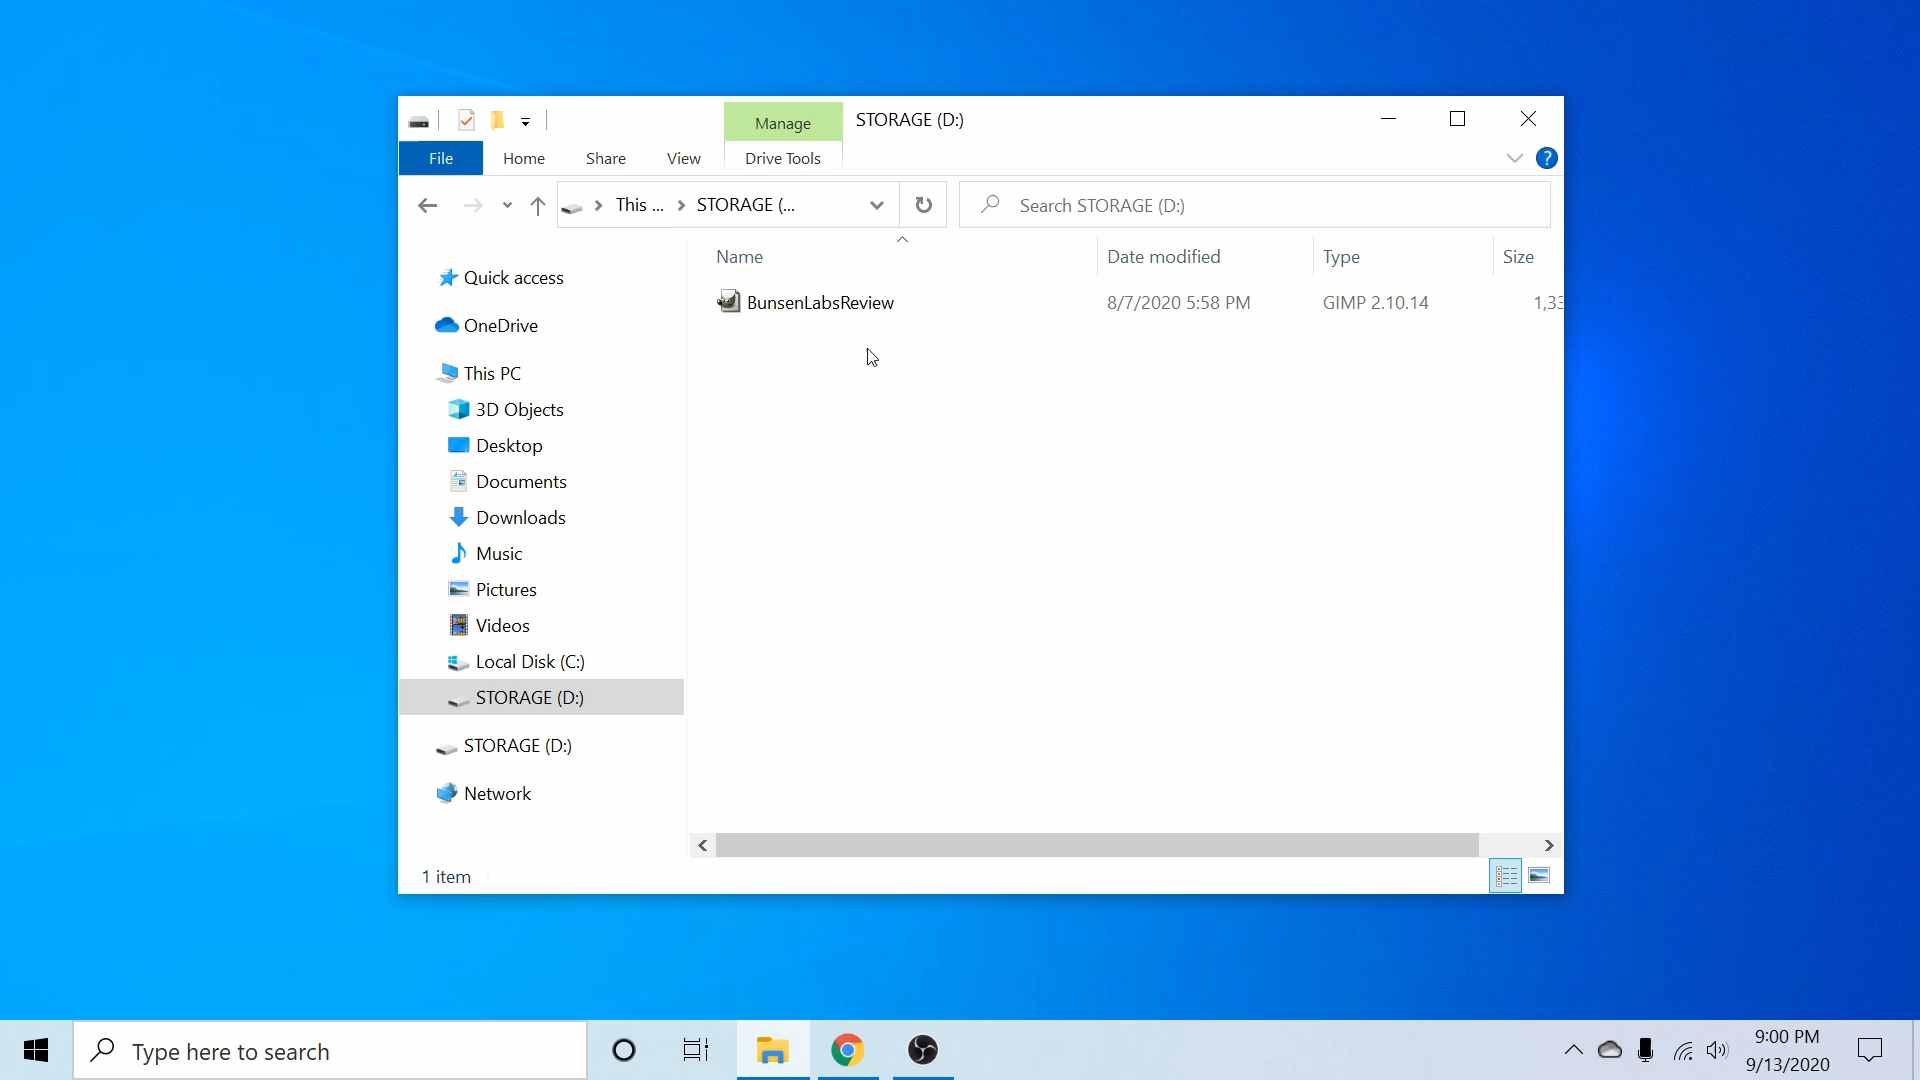 Manage
STORAGE (D:)
File
Home
Share
View
Drive Tools
?
This ...
STORAGE (...
Search STORAGE (D:)
Name
Date modified
Type
Size
BunsenLabsReview
8/7/2020 5:58 PM
GIMP 2.10.14
1,33
Quick access
OneDrive
This PC
3D Objects
Desktop
Documents
Downloads
Music
Pictures
Videos
Local Disk (C:)
STORAGE (D:)
STORAGE (D:)
Network
1 item
Type here to search
9:00 PM
9/13/2020